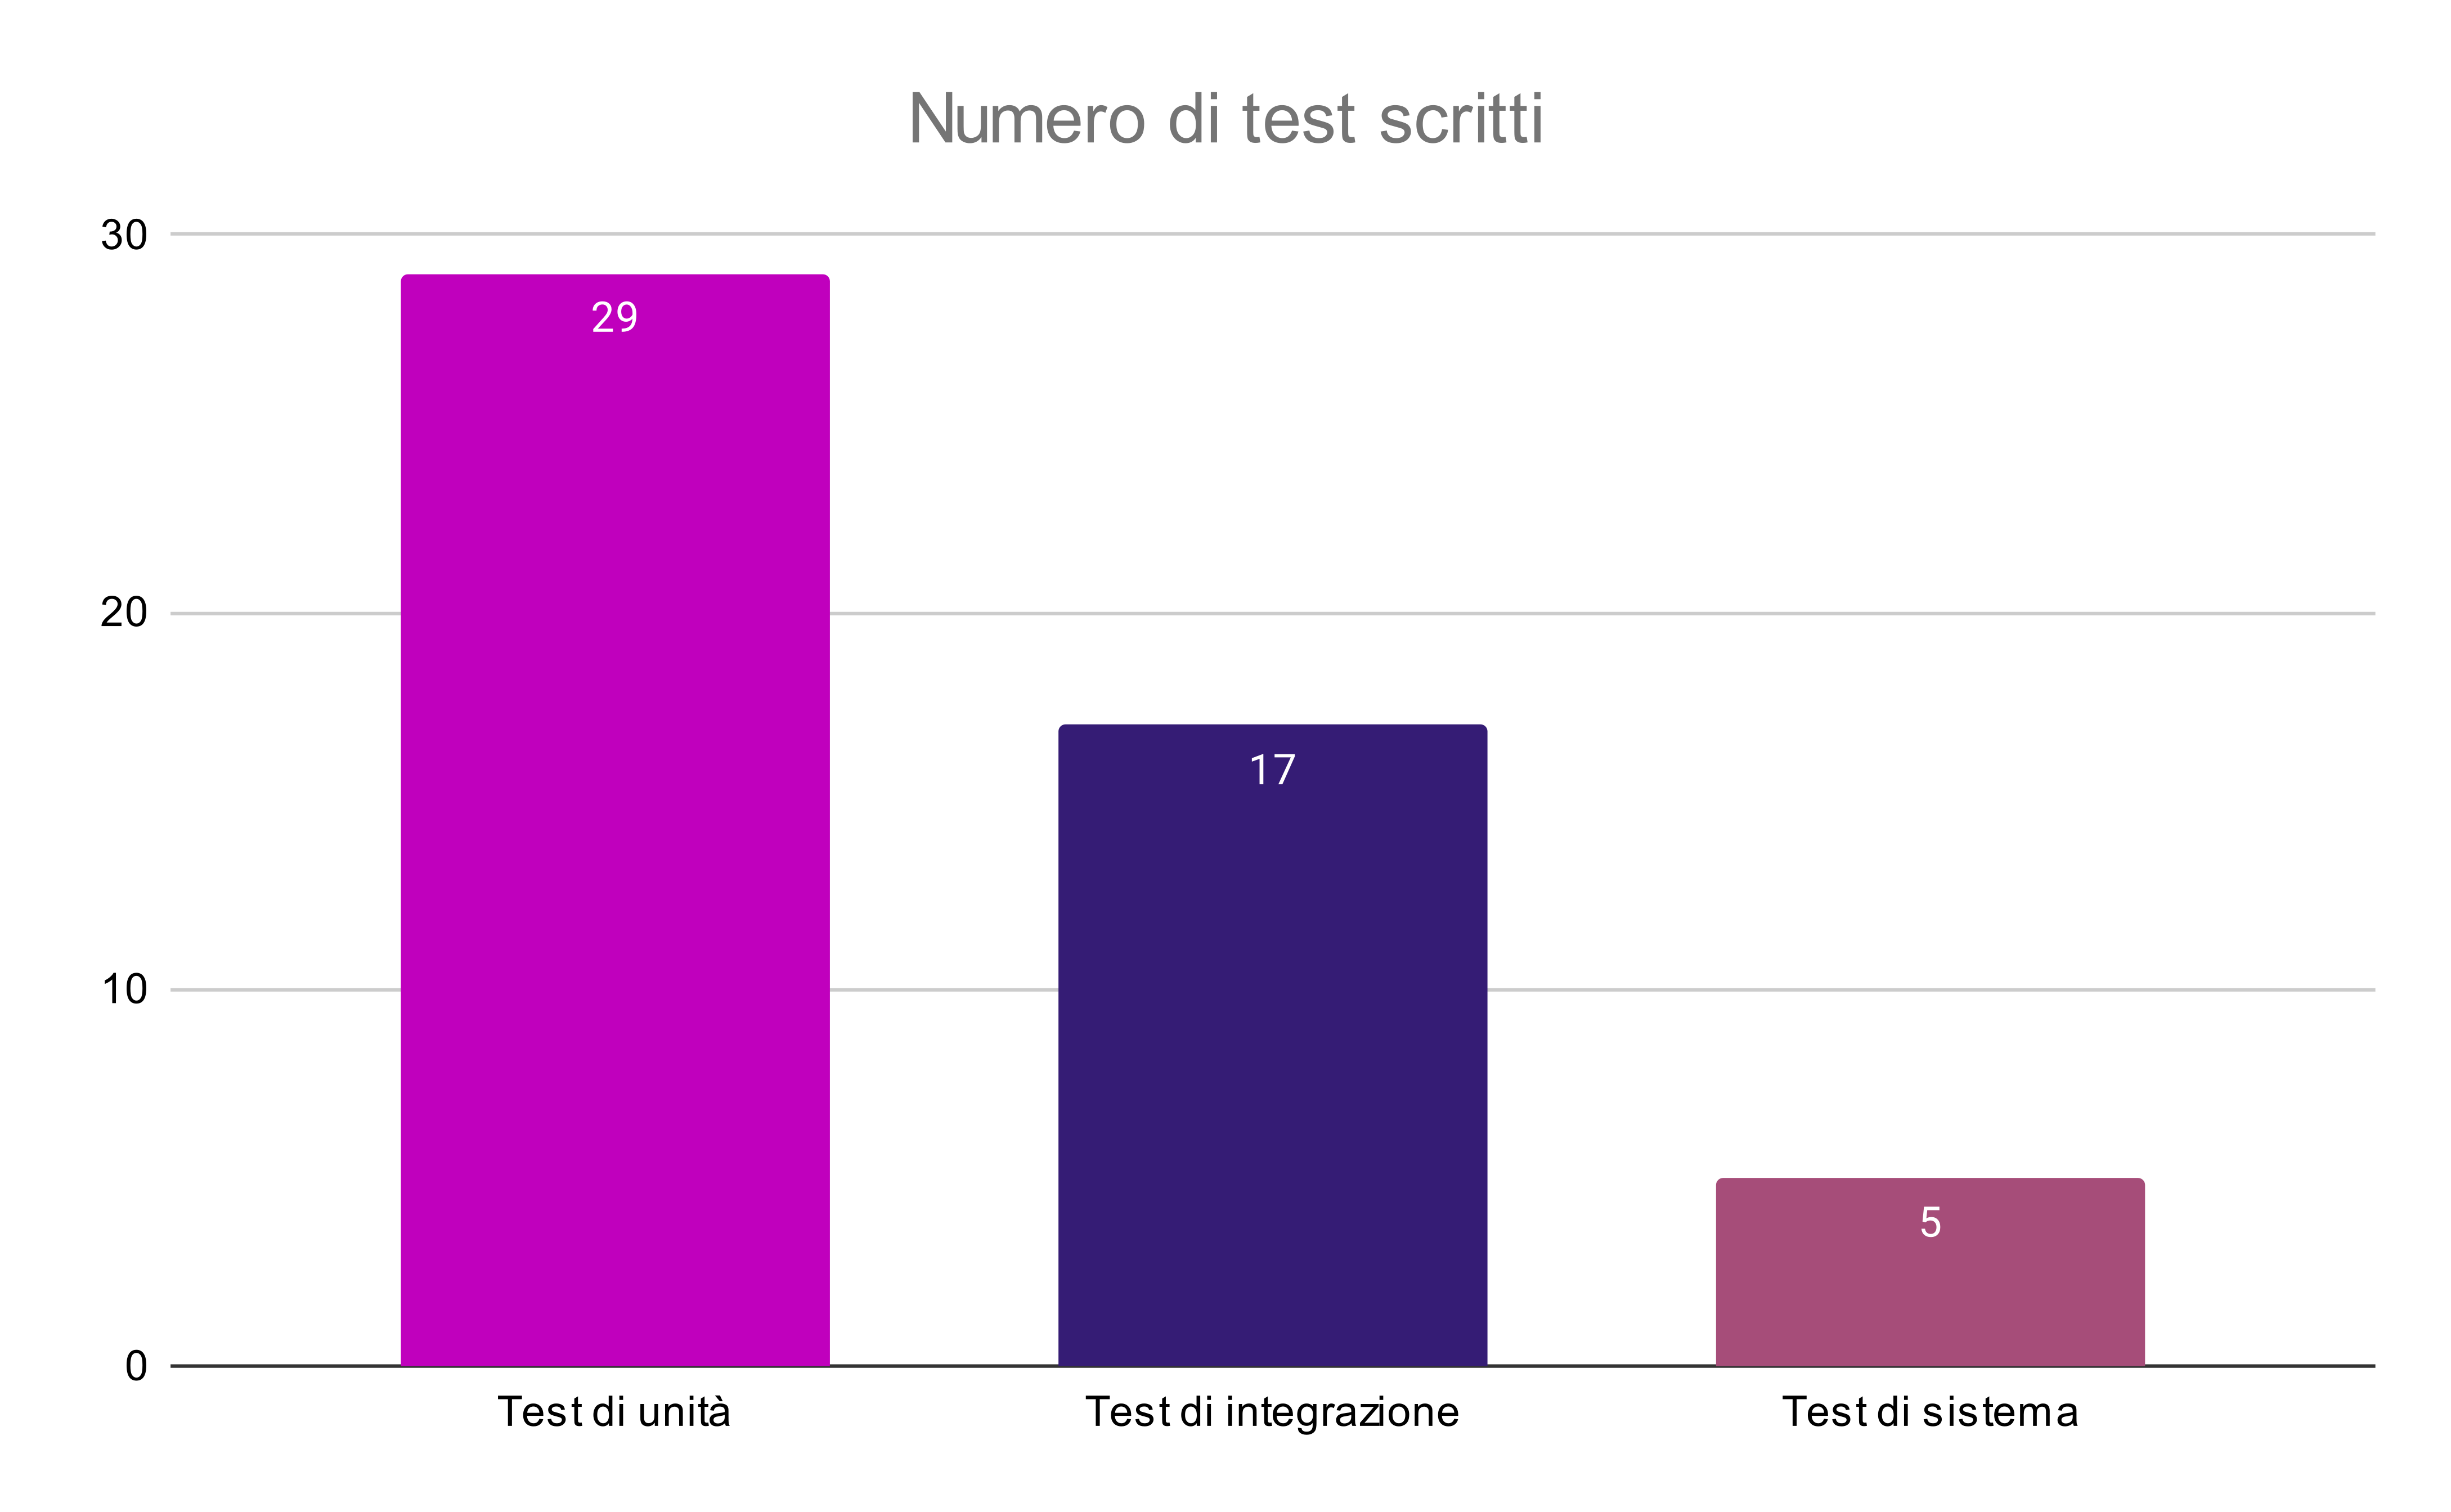 Numero di test scritti
30
29
20
17
10
5
0
Test di unità
Test di integrazione
Test di sistema